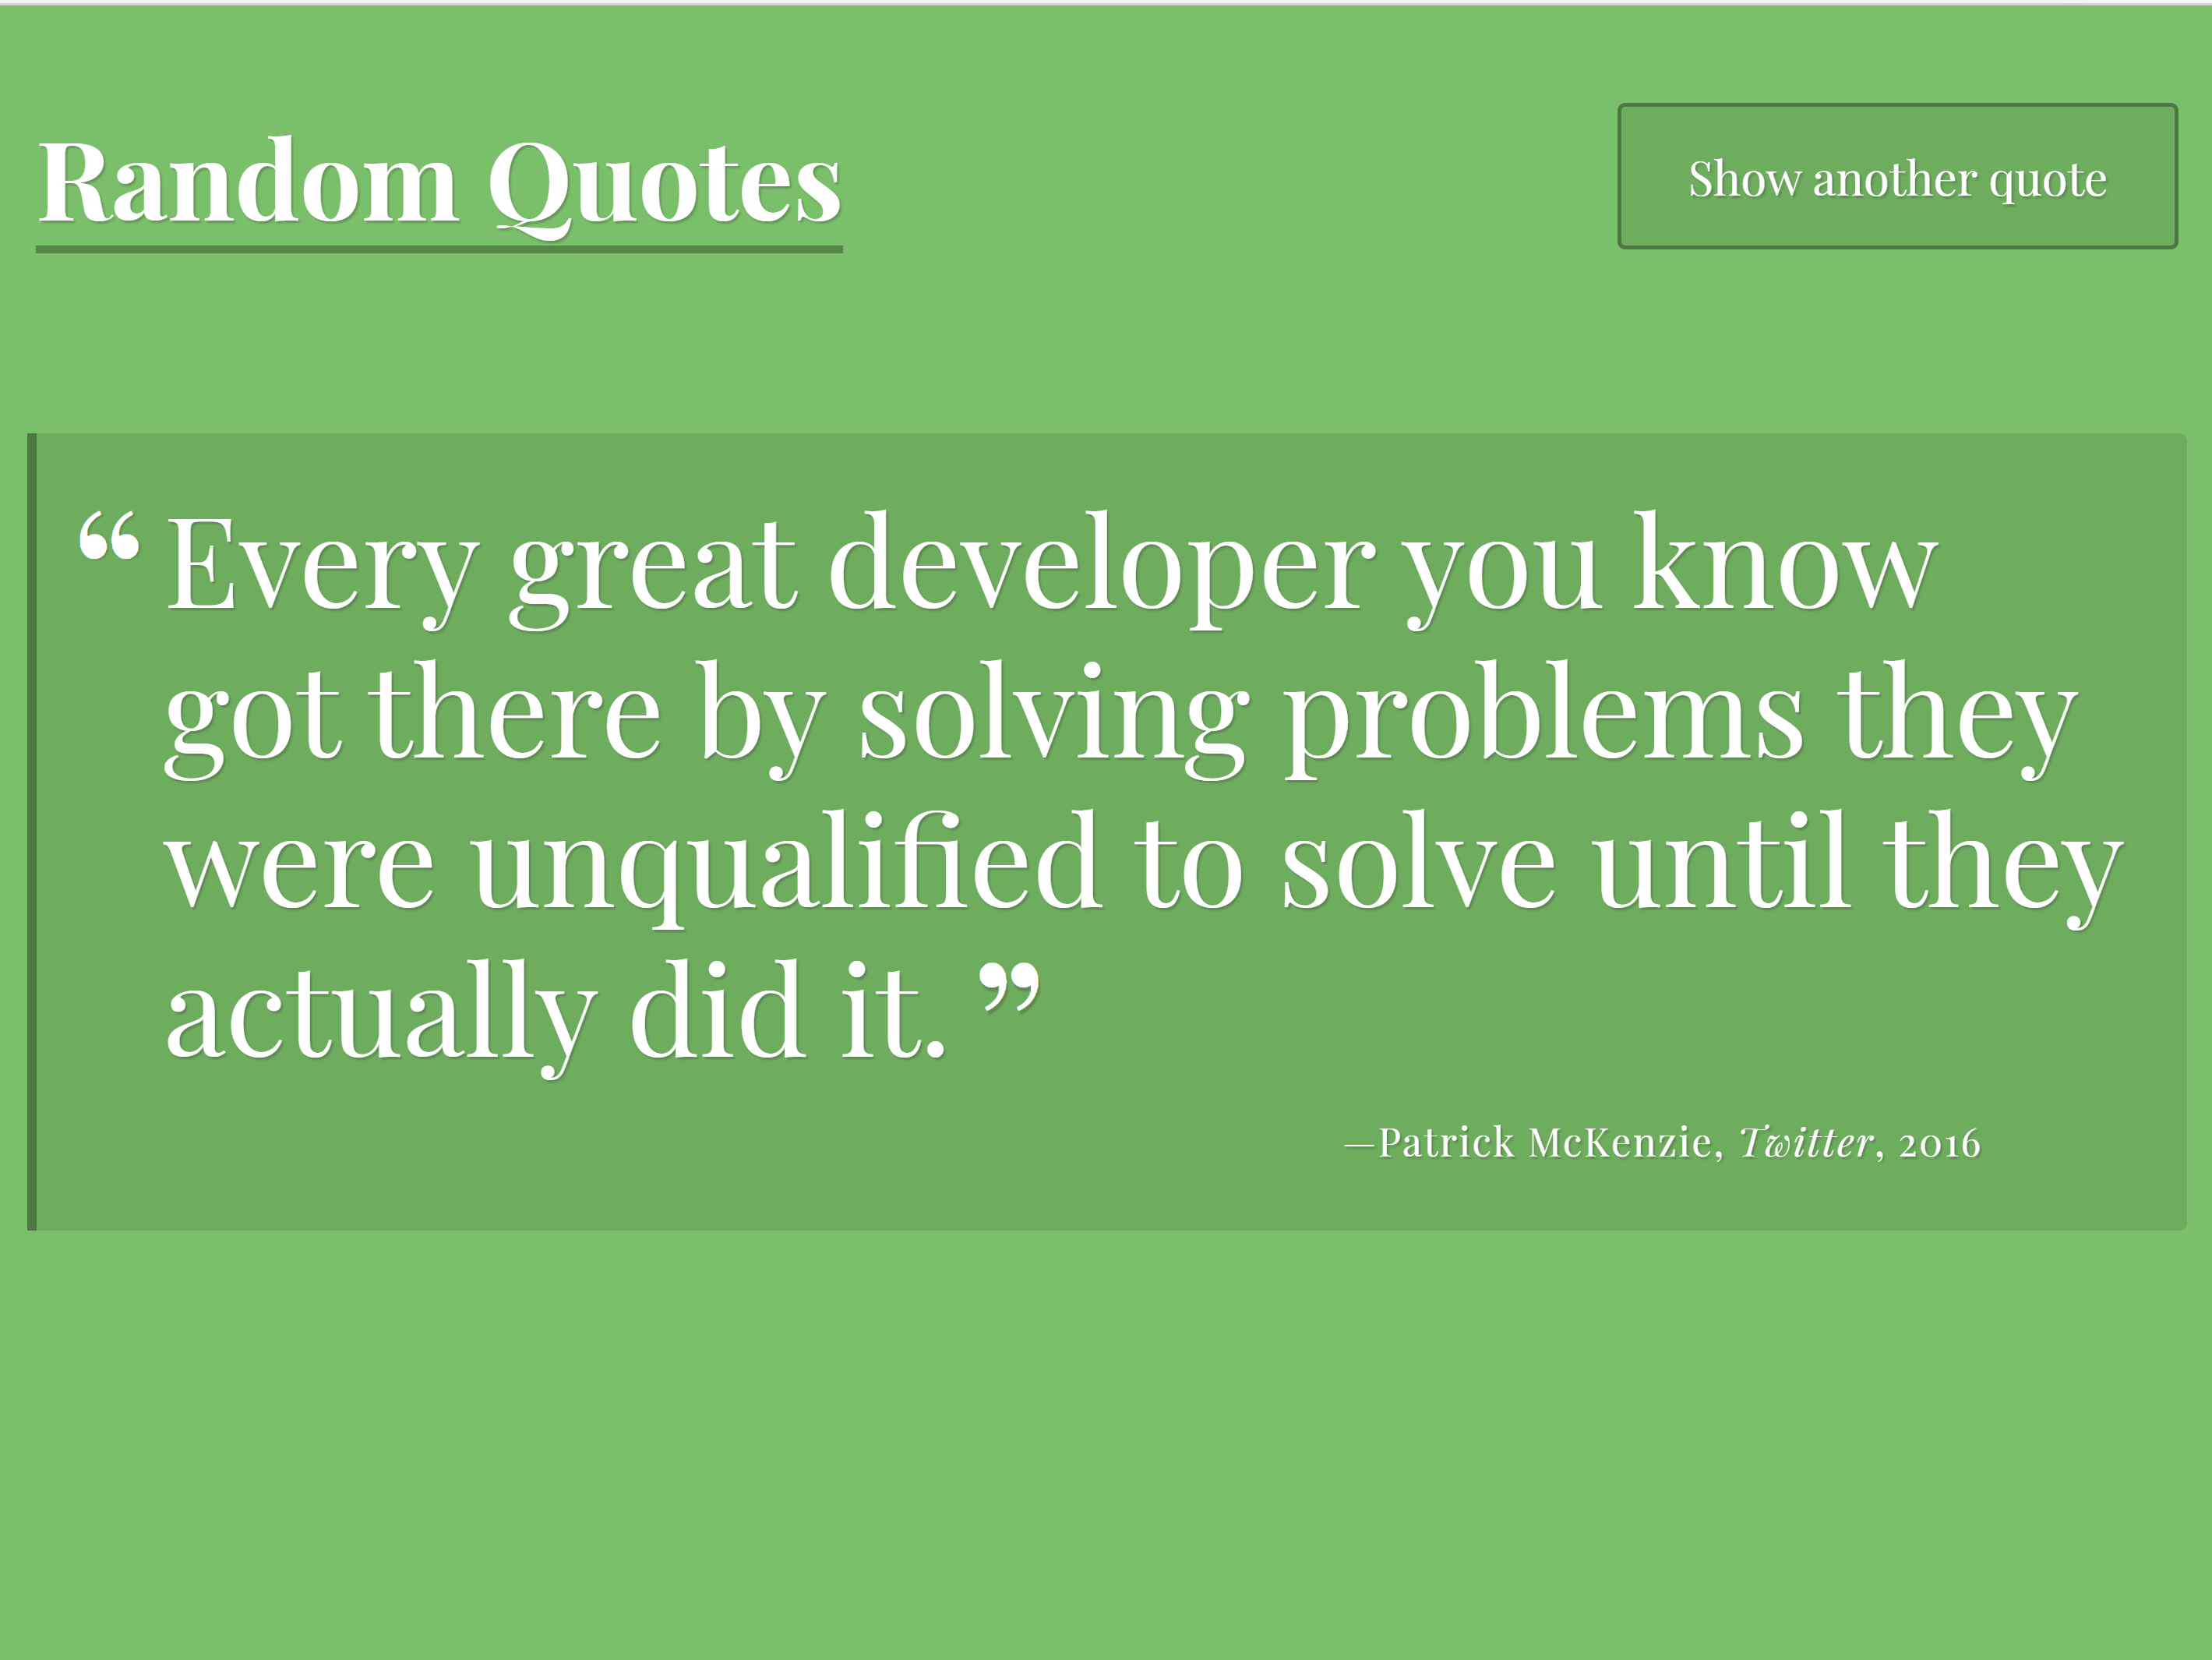 Random Quotes
Show another quote
“ Every great developer you know
got there by solving problems they
were unqualified to solve until they
actually did it. ”
—Patrick McKenzie, Twitter, 2016